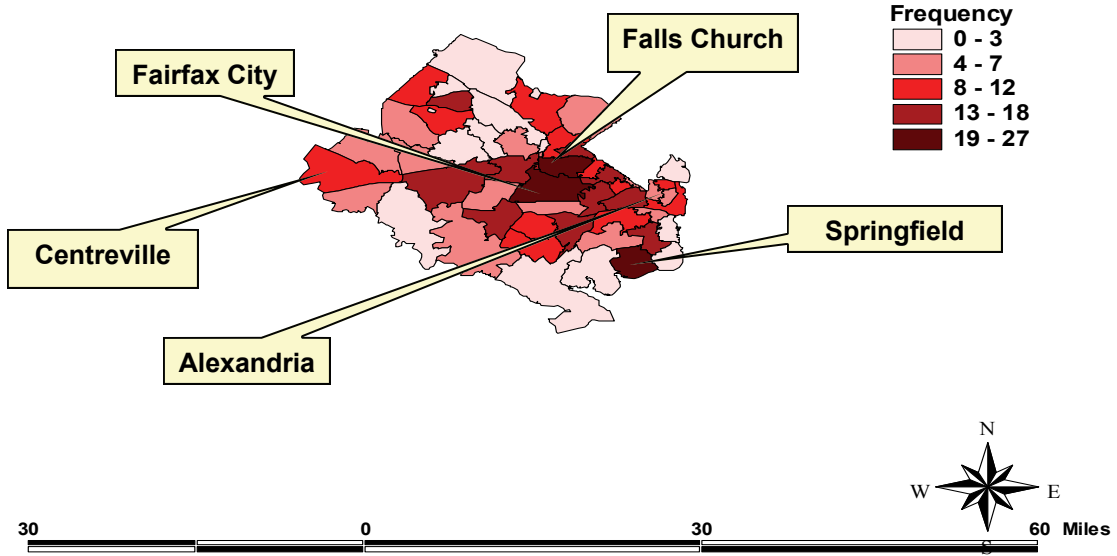 Frequency
0 - 3
4 - 7
8 - 12
13 - 18
19 - 27
Falls Church
Fairfax City
Springfield
Centreville
Alexandria
N
W E
S
30 0 30 60 Miles